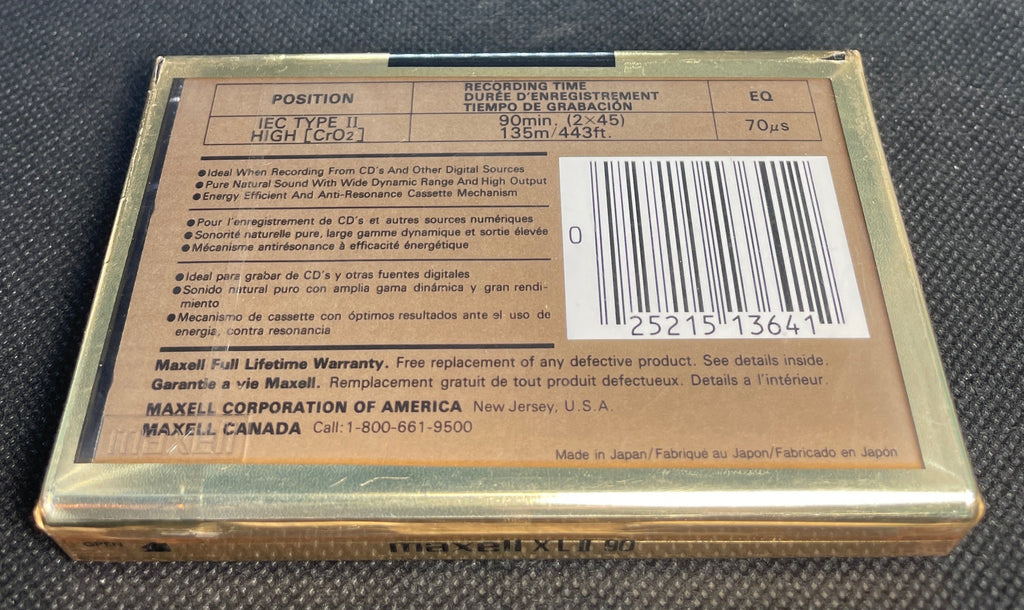 POSITION
RECORDING TIME
DURÉE D'ENREGISTREMENT
TIEMPO DE GRABACIÓN
EQ
IEC TYPE II
HIGH [CrO2]
90min. (2×45)
135m/443ft.
70µs
●Ideal When Recording From CD's And Other Digital Sources
●Pure Natural Sound With Wide Dynamic Range And High Output
●Energy Efficient And Anti-Resonance Cassette Mechanism
●Pour l'enregistrement de CD's et autres sources numériques
●Sonorité naturelle pure, large gamme dynamique et sortie élevée
●Mécanisme antirésonance à efficacité énergétique
●Ideal para grabar de CD's y otras fuentes digitales
●Sonido natural puro con amplia gama dinámica y gran rendi-
miento
●Mecanismo de cassette con óptimos resultados ante el uso de
energia, contra resonancia
0
25215 13641
Maxell Full Lifetime Warranty. Free replacement of any defective product. See details inside.
Garantie a vie Maxell. Remplacement gratuit de tout produit defectueux. Details a l'intérieur.
MAXELL CORPORATION OF AMERICA New Jersey, U.S.A.
MAXELL CANADA Call:1-800-661-9500
maxell
Made in Japan/Fabriqué au Japon/Fabricado en Japón
OPEN
maxell XLII 90